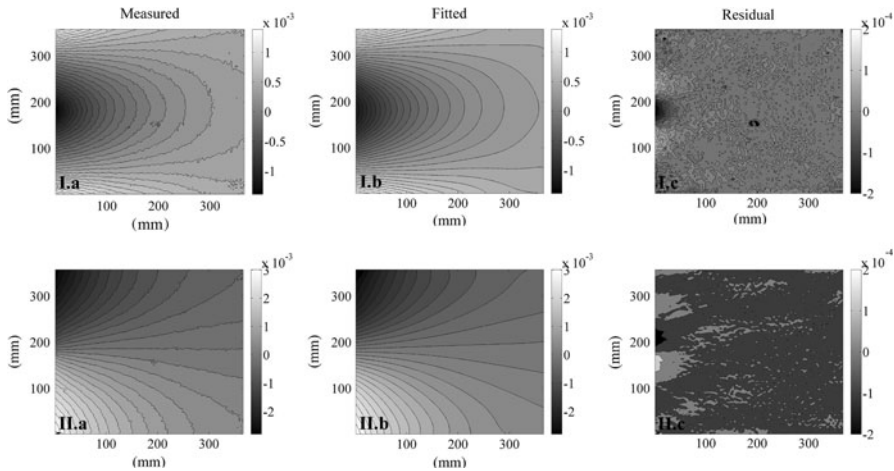 Measured
Fitted
Residual
x 10⁻³
x 10⁻³
x 10⁻⁴
(mm)
300
200
100
I.a
100 200 300
(mm)
1
0.5
0
-0.5
-1
(mm)
300
200
100
I.b
100 200 300
(mm)
1
0.5
0
-0.5
-1
(mm)
300
200
100
I.c
100 200 300
(mm)
2
1
0
-1
-2
x 10⁻³
x 10⁻³
x 10⁻⁴
(mm)
300
200
100
II.a
100 200 300
(mm)
3
2
1
0
-1
-2
(mm)
300
200
100
II.b
100 200 300
(mm)
3
2
1
0
-1
-2
(mm)
300
200
100
II.c
100 200 300
(mm)
2
1
0
-1
-2